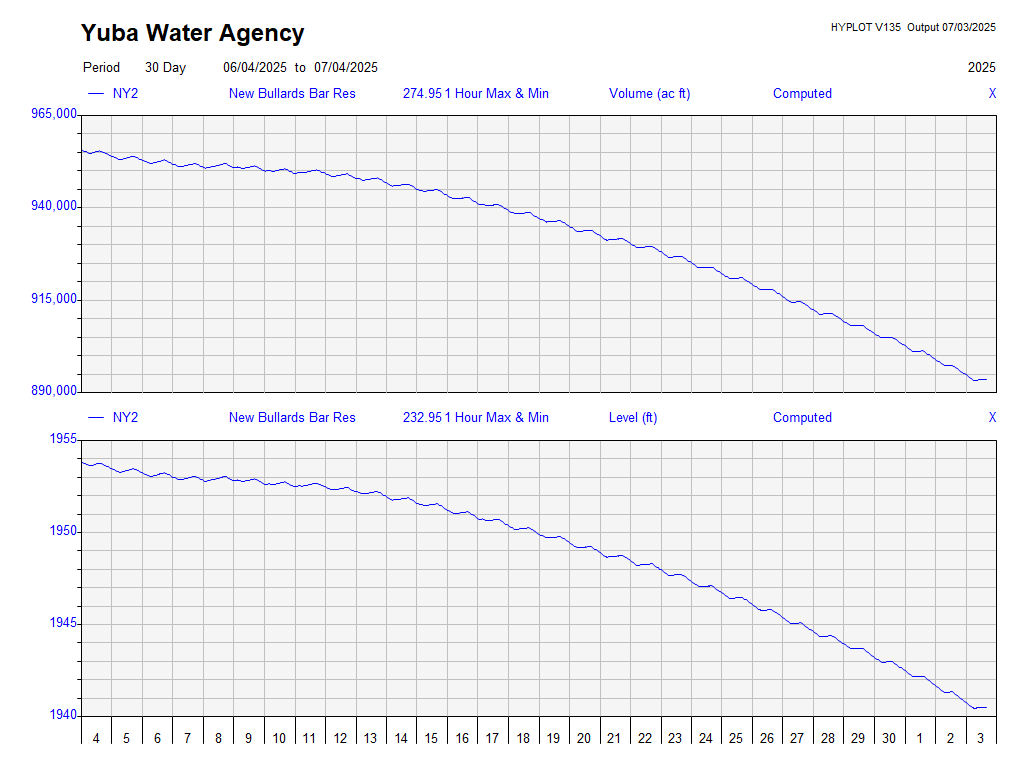 Yuba Water Agency
HYPLOT V135 Output 07/03/2025
Period 30 Day 06/04/2025 to 07/04/2025 2025
NY2 New Bullards Bar Res 274.95 1 Hour Max & Min Volume (ac ft) Computed X
965,000
940,000
915,000
890,000
NY2 New Bullards Bar Res 232.95 1 Hour Max & Min Level (ft) Computed X
1955
1950
1945
1940
4 5 6 7 8 9 10 11 12 13 14 15 16 17 18 19 20 21 22 23 24 25 26 27 28 29 30 1 2 3